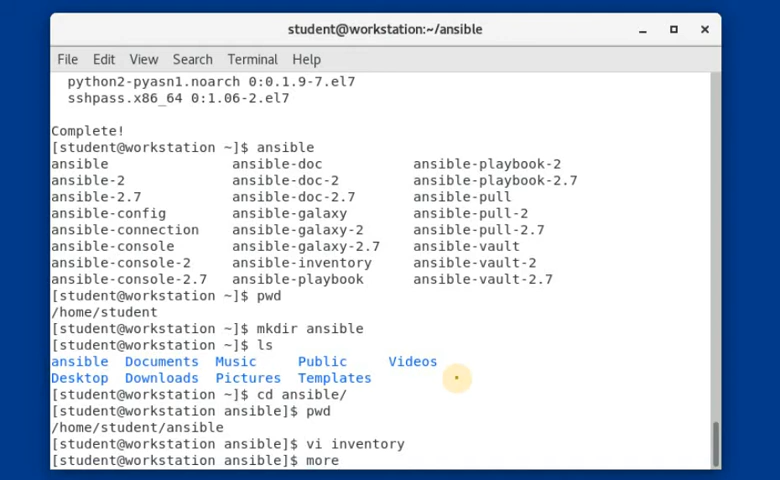 student@workstation:~/ansible
File Edit View Search Terminal Help
python2-pyasn1.noarch 0:0.1.9-7.el7
sshpass.x86_64 0:1.06-2.el7
Complete!
[student@workstation ~]$ ansible
ansible ansible-doc ansible-playbook-2
ansible-2 ansible-doc-2 ansible-playbook-2.7
ansible-2.7 ansible-doc-2.7 ansible-pull
ansible-config ansible-galaxy ansible-pull-2
ansible-connection ansible-galaxy-2 ansible-pull-2.7
ansible-console ansible-galaxy-2.7 ansible-vault
ansible-console-2 ansible-inventory ansible-vault-2
ansible-console-2.7 ansible-playbook ansible-vault-2.7
[student@workstation ~]$ pwd
/home/student
[student@workstation ~]$ mkdir ansible
[student@workstation ~]$ ls
ansible Documents Music Public Videos
Desktop Downloads Pictures Templates
[student@workstation ~]$ cd ansible/
[student@workstation ansible]$ pwd
/home/student/ansible
[student@workstation ansible]$ vi inventory
[student@workstation ansible]$ more